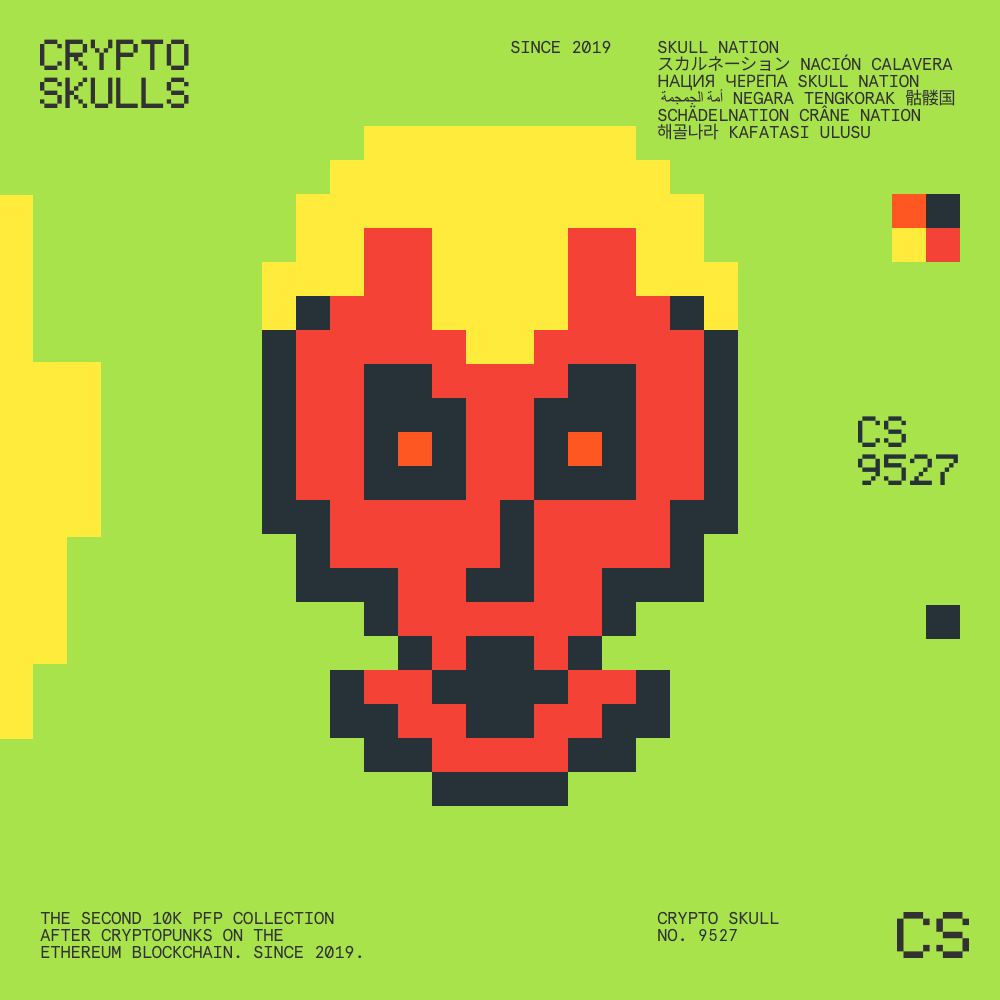 CRYPTO
SKULLS
SINCE 2019
SKULL NATION
スカルネーション NACIÓN CALAVERA
НАЦИЯ ЧЕРЕПА SKULL NATION
أمة الجمجمة NEGARA TENGKORAK 骷髅国
SCHÄDELNATION CRÂNE NATION
해골나라 KAFATASI ULUSU
CS
9527
THE SECOND 10K PFP COLLECTION
AFTER CRYPTOPUNKS ON THE
ETHEREUM BLOCKCHAIN. SINCE 2019.
CRYPTO SKULL
NO. 9527
CS